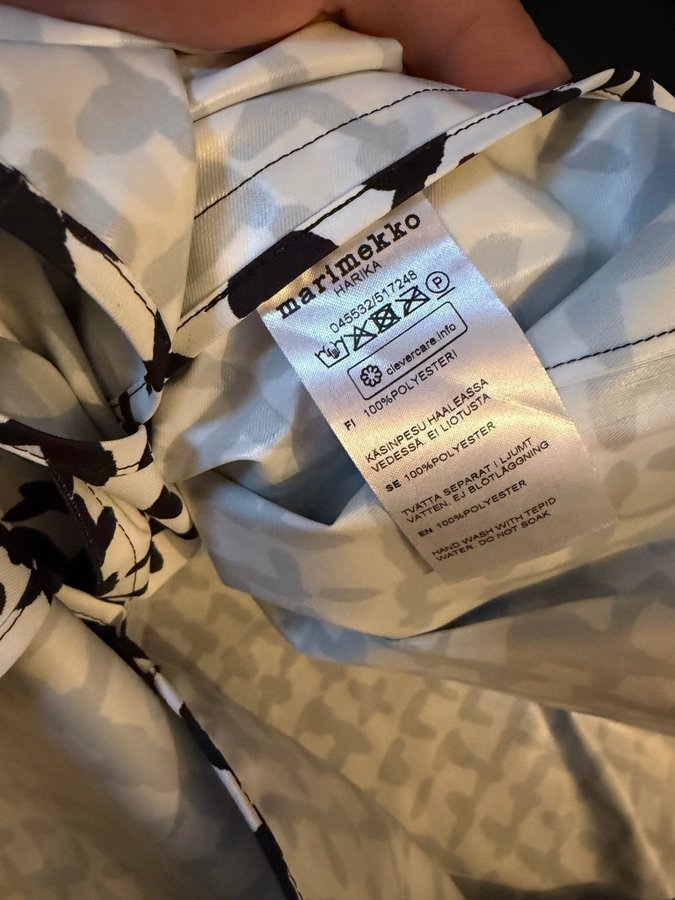 marimekko
HARIKA
045532/517248
P
clevercare.info
FI 100%POLYESTERI
KÄSINPESU HAALEASSA
VEDESSÄ, EI LIOTUSTA
SE 100%POLYESTER
TVÄTTA SEPARAT I LJUMT
VATTEN. EJ BLÖTLÄGGNING
EN 100%POLYESTER
HAND WASH WITH TEPID
WATER. DO NOT SOAK